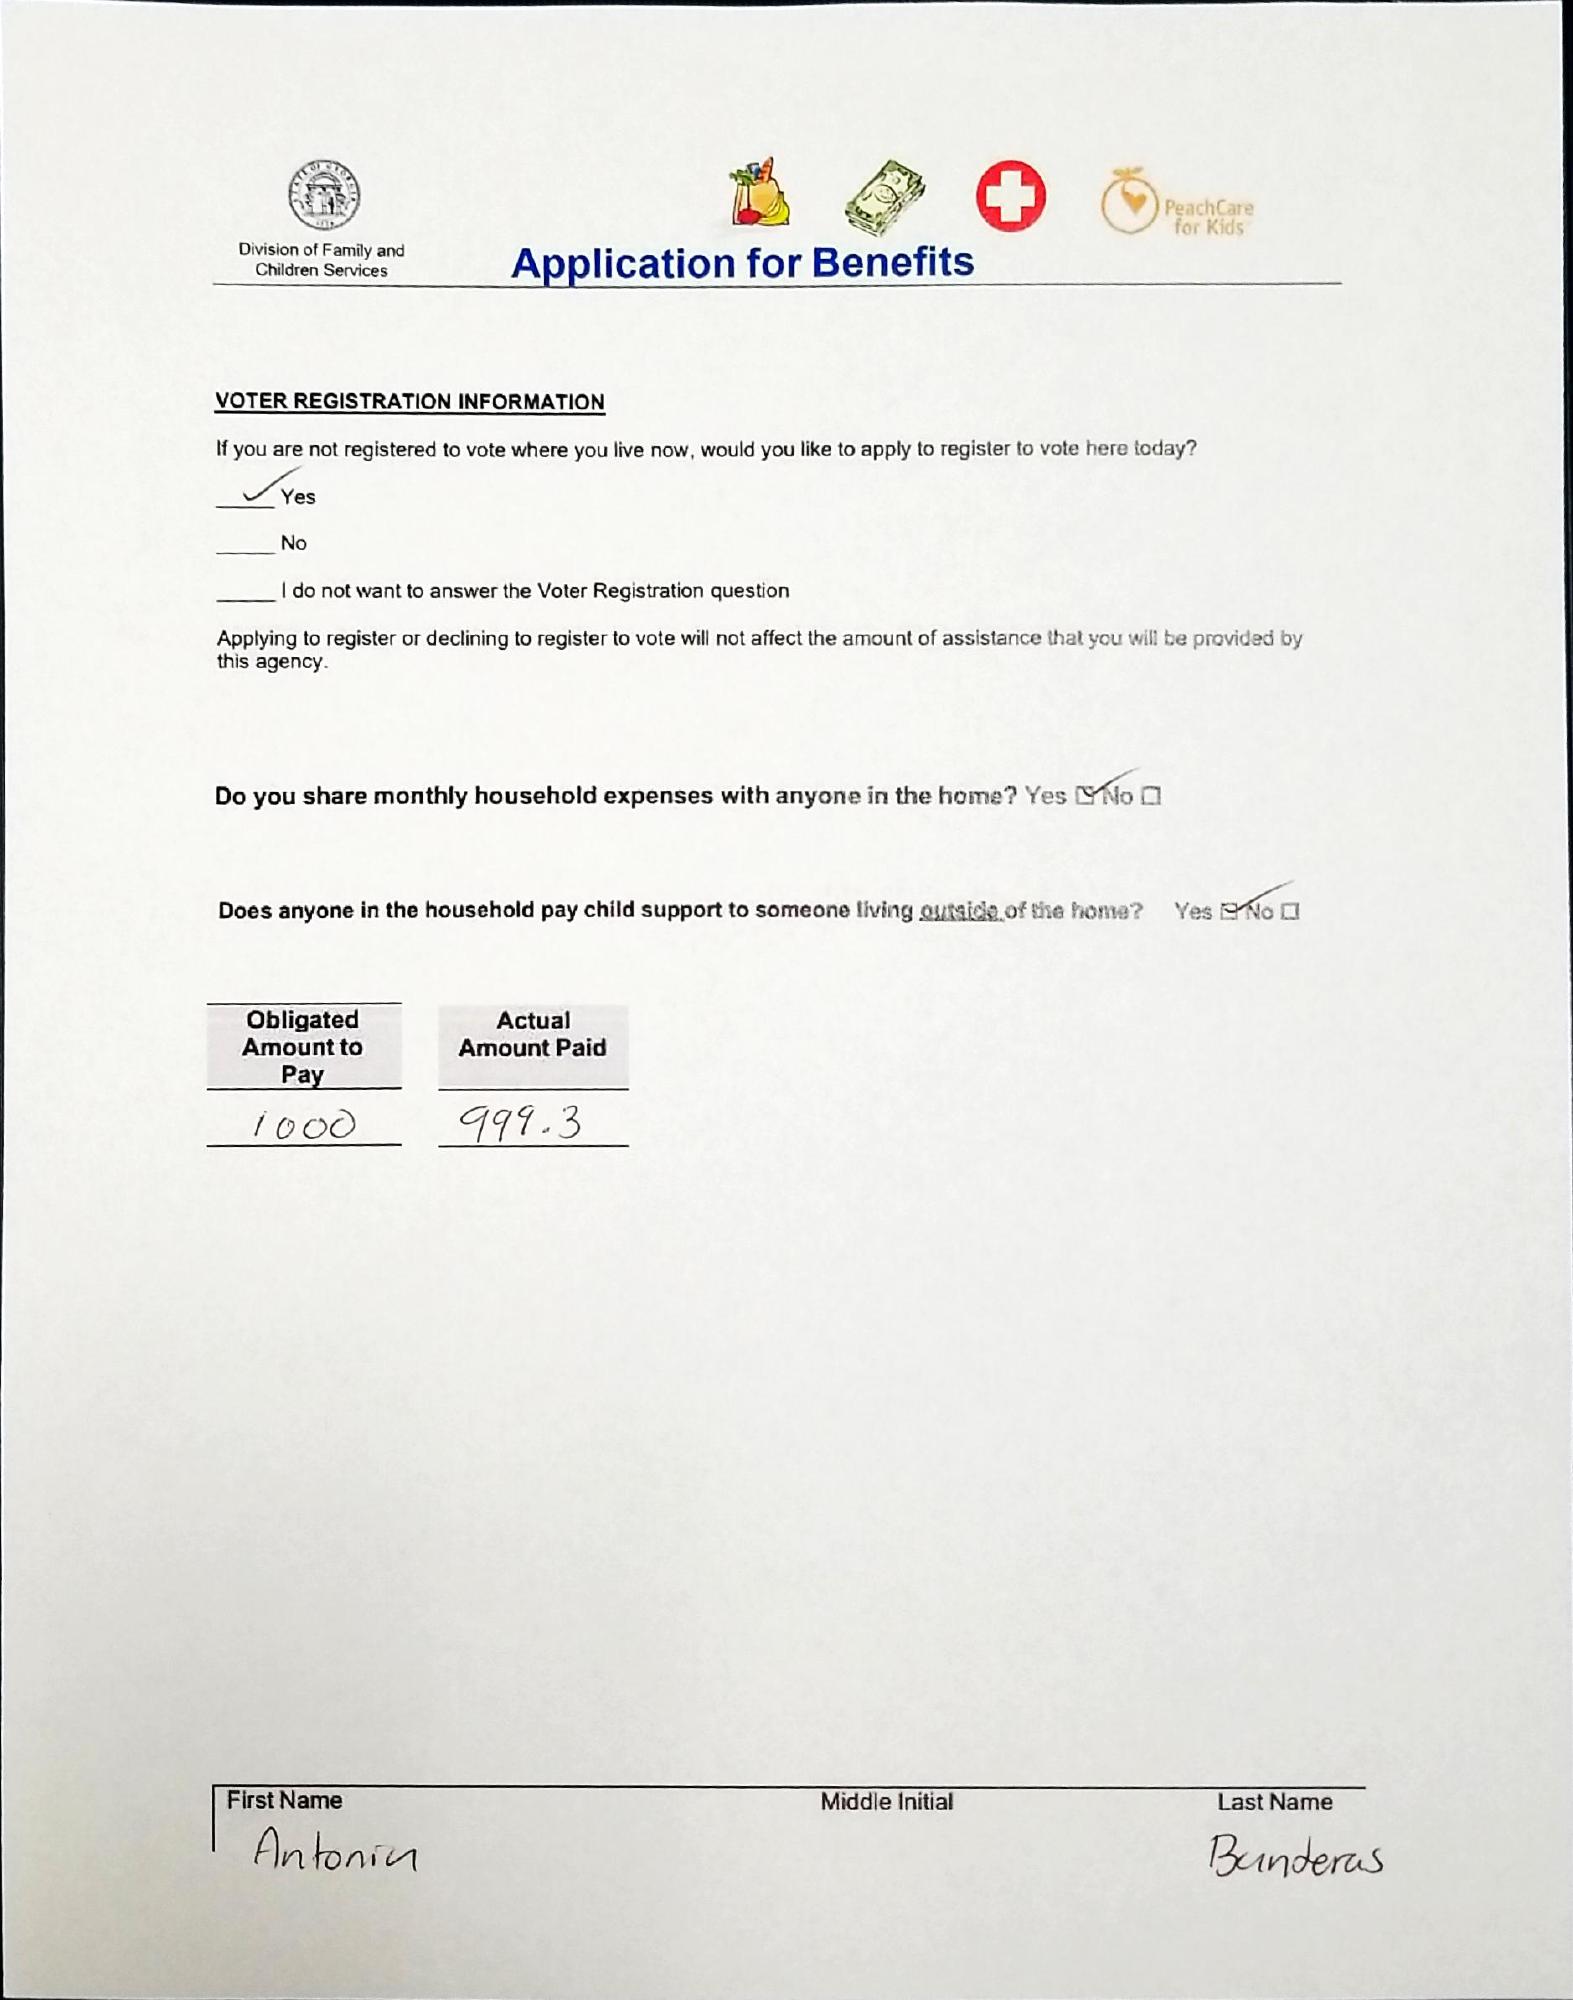 STATE OF GEORGIA
Division of Family and
Children Services
Application for Benefits
PeachCare
for Kids
VOTER REGISTRATION INFORMATION
If you are not registered to vote where you live now, would you like to apply to register to vote here today?
Yes
No
I do not want to answer the Voter Registration question
Applying to register or declining to register to vote will not affect the amount of assistance that you will be provided by
this agency.
Do you share monthly household expenses with anyone in the home? Yes ☑ No ☐
Does anyone in the household pay child support to someone living outside of the home? Yes ☑ No ☐
Obligated
Amount to
Pay
Actual
Amount Paid
1000 999.3
First Name Middle Initial Last Name
Antonia Banderas